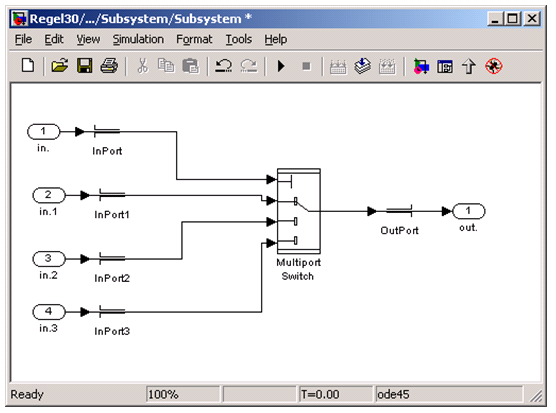 Regel30/.../Subsystem/Subsystem *
File Edit View Simulation Format Tools Help
1
in.
InPort
2
in.1
InPort1
3
in.2
InPort2
4
in.3
InPort3
Multiport
Switch
OutPort
1
out.
Ready 100% T=0.00 ode45